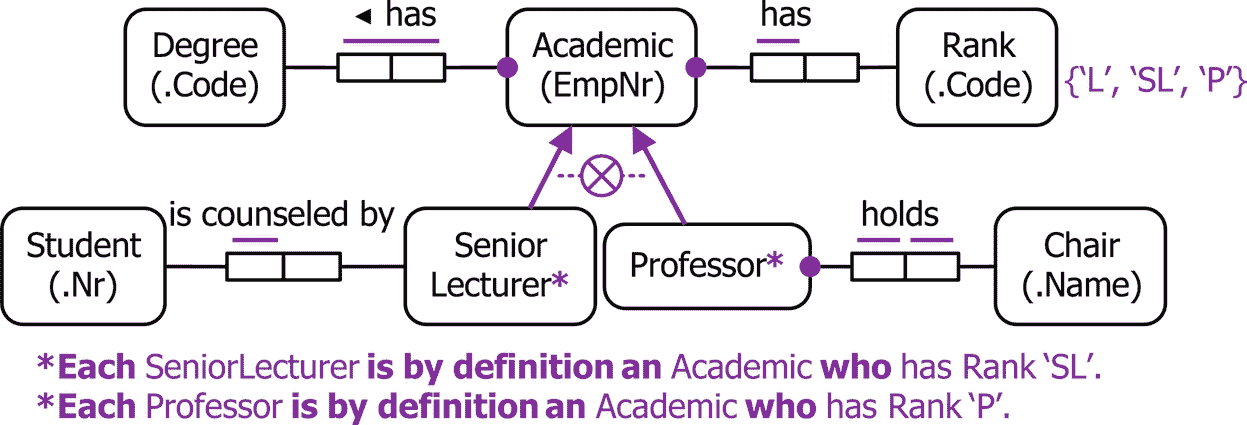 ◄ has
has
Degree
(.Code)
Academic
(EmpNr)
Rank
(.Code)
{‘L’, ‘SL’, ‘P’}
is counseled by
holds
Student
(.Nr)
Senior
Lecturer*
Professor*
Chair
(.Name)
*Each SeniorLecturer is by definition an Academic who has Rank ‘SL’.
*Each Professor is by definition an Academic who has Rank ‘P’.